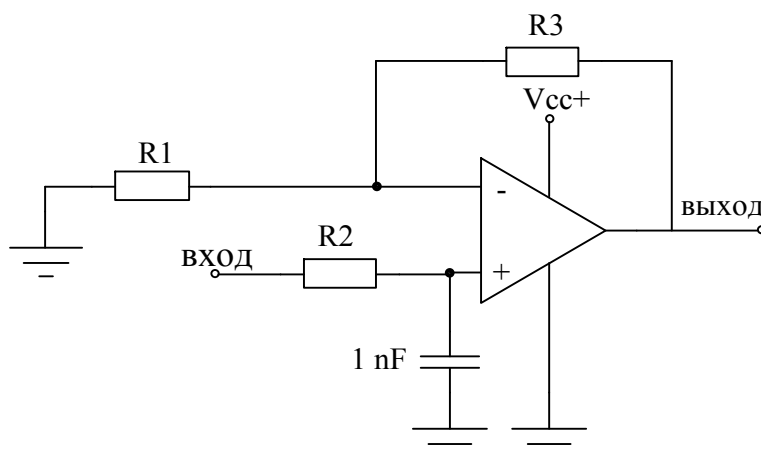 R3
Vcc+
R1
-
выход
R2
вход
+
1 nF